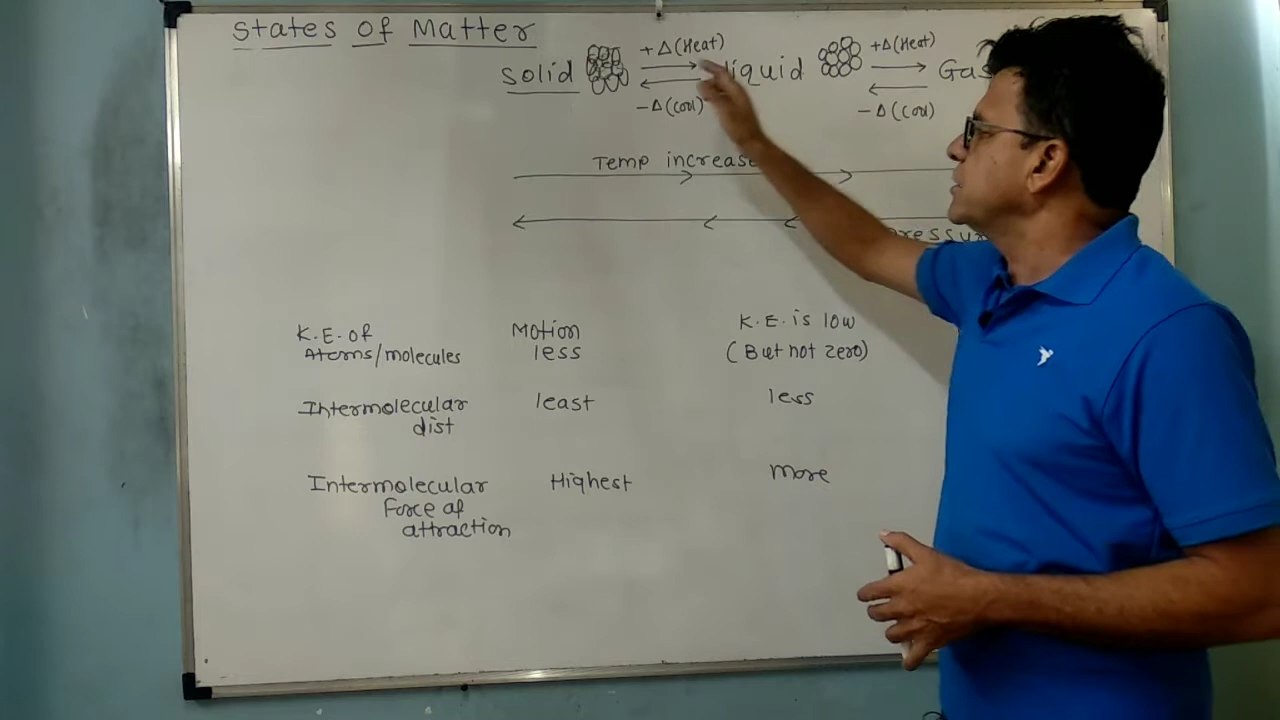 States of Matter
solid +Δ(Heat) liquid +Δ(Heat) Gas
-Δ(Cool) -Δ(Cool)
Temp increase
K.E. of Motion K.E. is low
Atoms/molecules less (But not zero)
Intermolecular least less
dist
Intermolecular Highest More
Force of
attraction